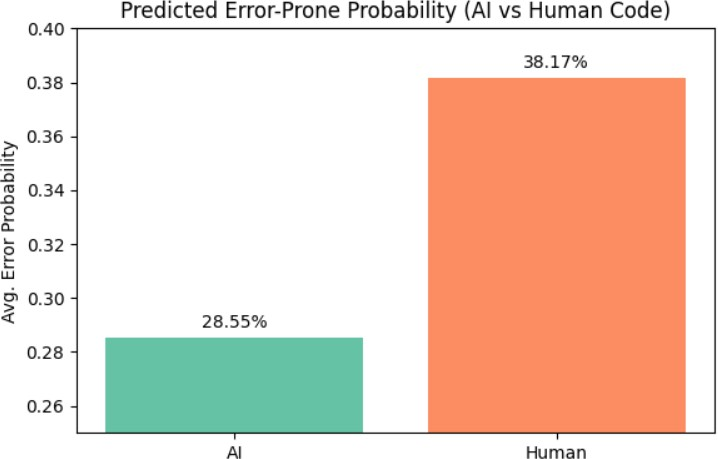 Predicted Error-Prone Probability (AI vs Human Code)
Avg. Error Probability
0.40
0.38
0.36
0.34
0.32
0.30
0.28
0.26
38.17%
28.55%
AI
Human